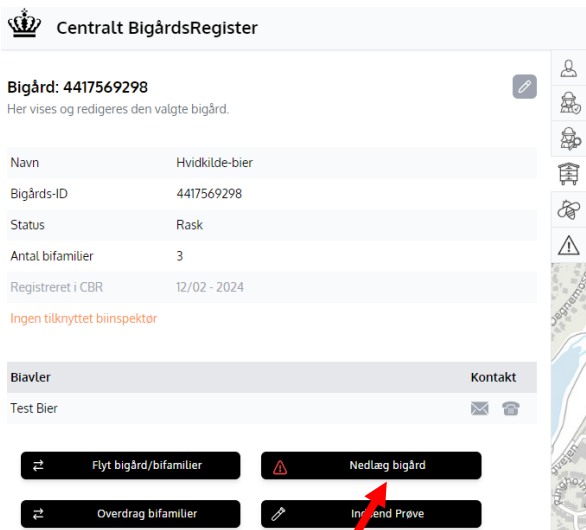 Centralt BigårdsRegister
Bigård: 4417569298
Her vises og redigeres den valgte bigård.
Navn Hvidkilde-bier
Bigårds-ID 4417569298
Status Rask
Antal bifamilier 3
Registreret i CBR 12/02 - 2024
Ingen tilknyttet biinspektør
Biavler Kontakt
Test Bier
Flyt bigård/bifamilier Nedlæg bigård
Overdrag bifamilier Prøve